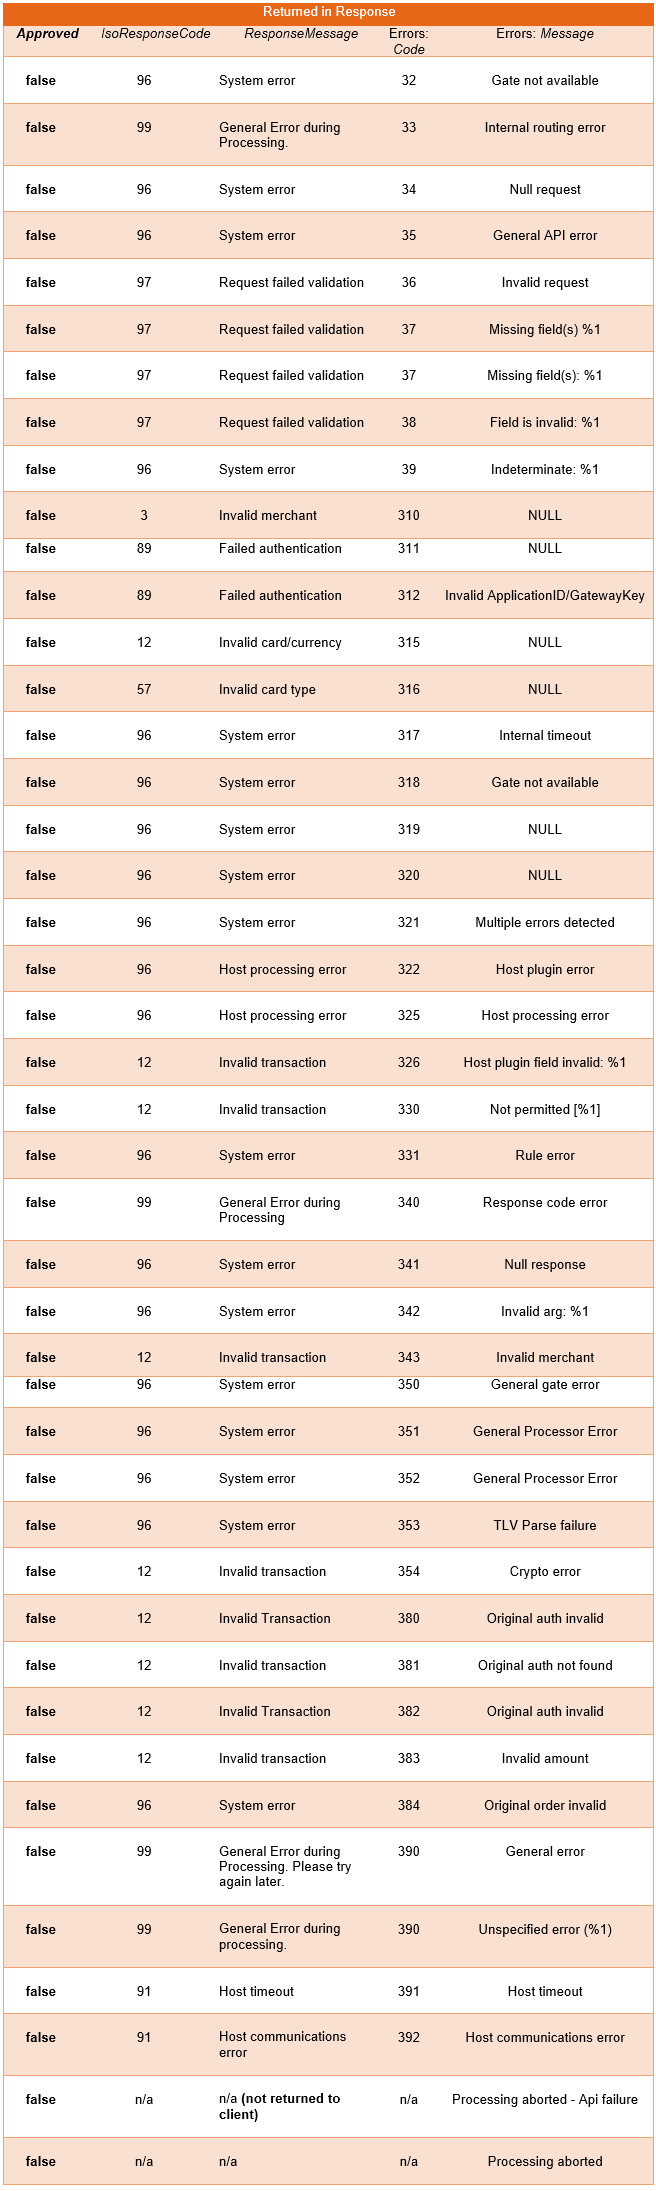 Returned in Response
Approved IsoResponseCode ResponseMessage Errors: Code Errors: Message
false 96 System error 32 Gate not available
false 99 General Error during 33 Internal routing error
Processing.
false 96 System error 34 Null request
false 96 System error 35 General API error
false 97 Request failed validation 36 Invalid request
false 97 Request failed validation 37 Missing field(s) %1
false 97 Request failed validation 37 Missing field(s): %1
false 97 Request failed validation 38 Field is invalid: %1
false 96 System error 39 Indeterminate: %1
false 3 Invalid merchant 310 NULL
false 89 Failed authentication 311 NULL
false 89 Failed authentication 312 Invalid ApplicationID/GatewayKey
false 12 Invalid card/currency 315 NULL
false 57 Invalid card type 316 NULL
false 96 System error 317 Internal timeout
false 96 System error 318 Gate not available
false 96 System error 319 NULL
false 96 System error 320 NULL
false 96 System error 321 Multiple errors detected
false 96 Host processing error 322 Host plugin error
false 96 Host processing error 325 Host processing error
false 12 Invalid transaction 326 Host plugin field invalid: %1
false 12 Invalid transaction 330 Not permitted [%1]
false 96 System error 331 Rule error
false 99 General Error during 340 Response code error
Processing
false 96 System error 341 Null response
false 96 System error 342 Invalid arg: %1
false 12 Invalid transaction 343 Invalid merchant
false 96 System error 350 General gate error
false 96 System error 351 General Processor Error
false 96 System error 352 General Processor Error
false 96 System error 353 TLV Parse failure
false 12 Invalid transaction 354 Crypto error
false 12 Invalid Transaction 380 Original auth invalid
false 12 Invalid transaction 381 Original auth not found
false 12 Invalid Transaction 382 Original auth invalid
false 12 Invalid transaction 383 Invalid amount
false 96 System error 384 Original order invalid
false 99 General Error during 390 General error
Processing. Please try
again later.
false 99 General Error during 390 Unspecified error (%1)
processing.
false 91 Host timeout 391 Host timeout
false 91 Host communications 392 Host communications error
error
false n/a n/a (not returned to n/a Processing aborted - Api failure
client)
false n/a n/a n/a Processing aborted